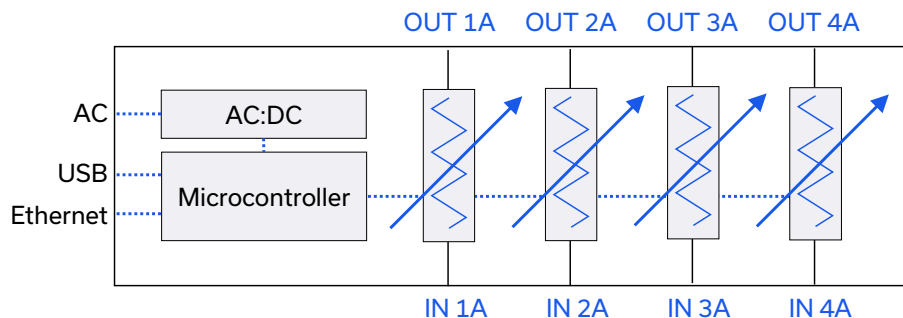 OUT 1A OUT 2A OUT 3A OUT 4A
AC
AC:DC
USB
Microcontroller
Ethernet
IN 1A IN 2A IN 3A IN 4A